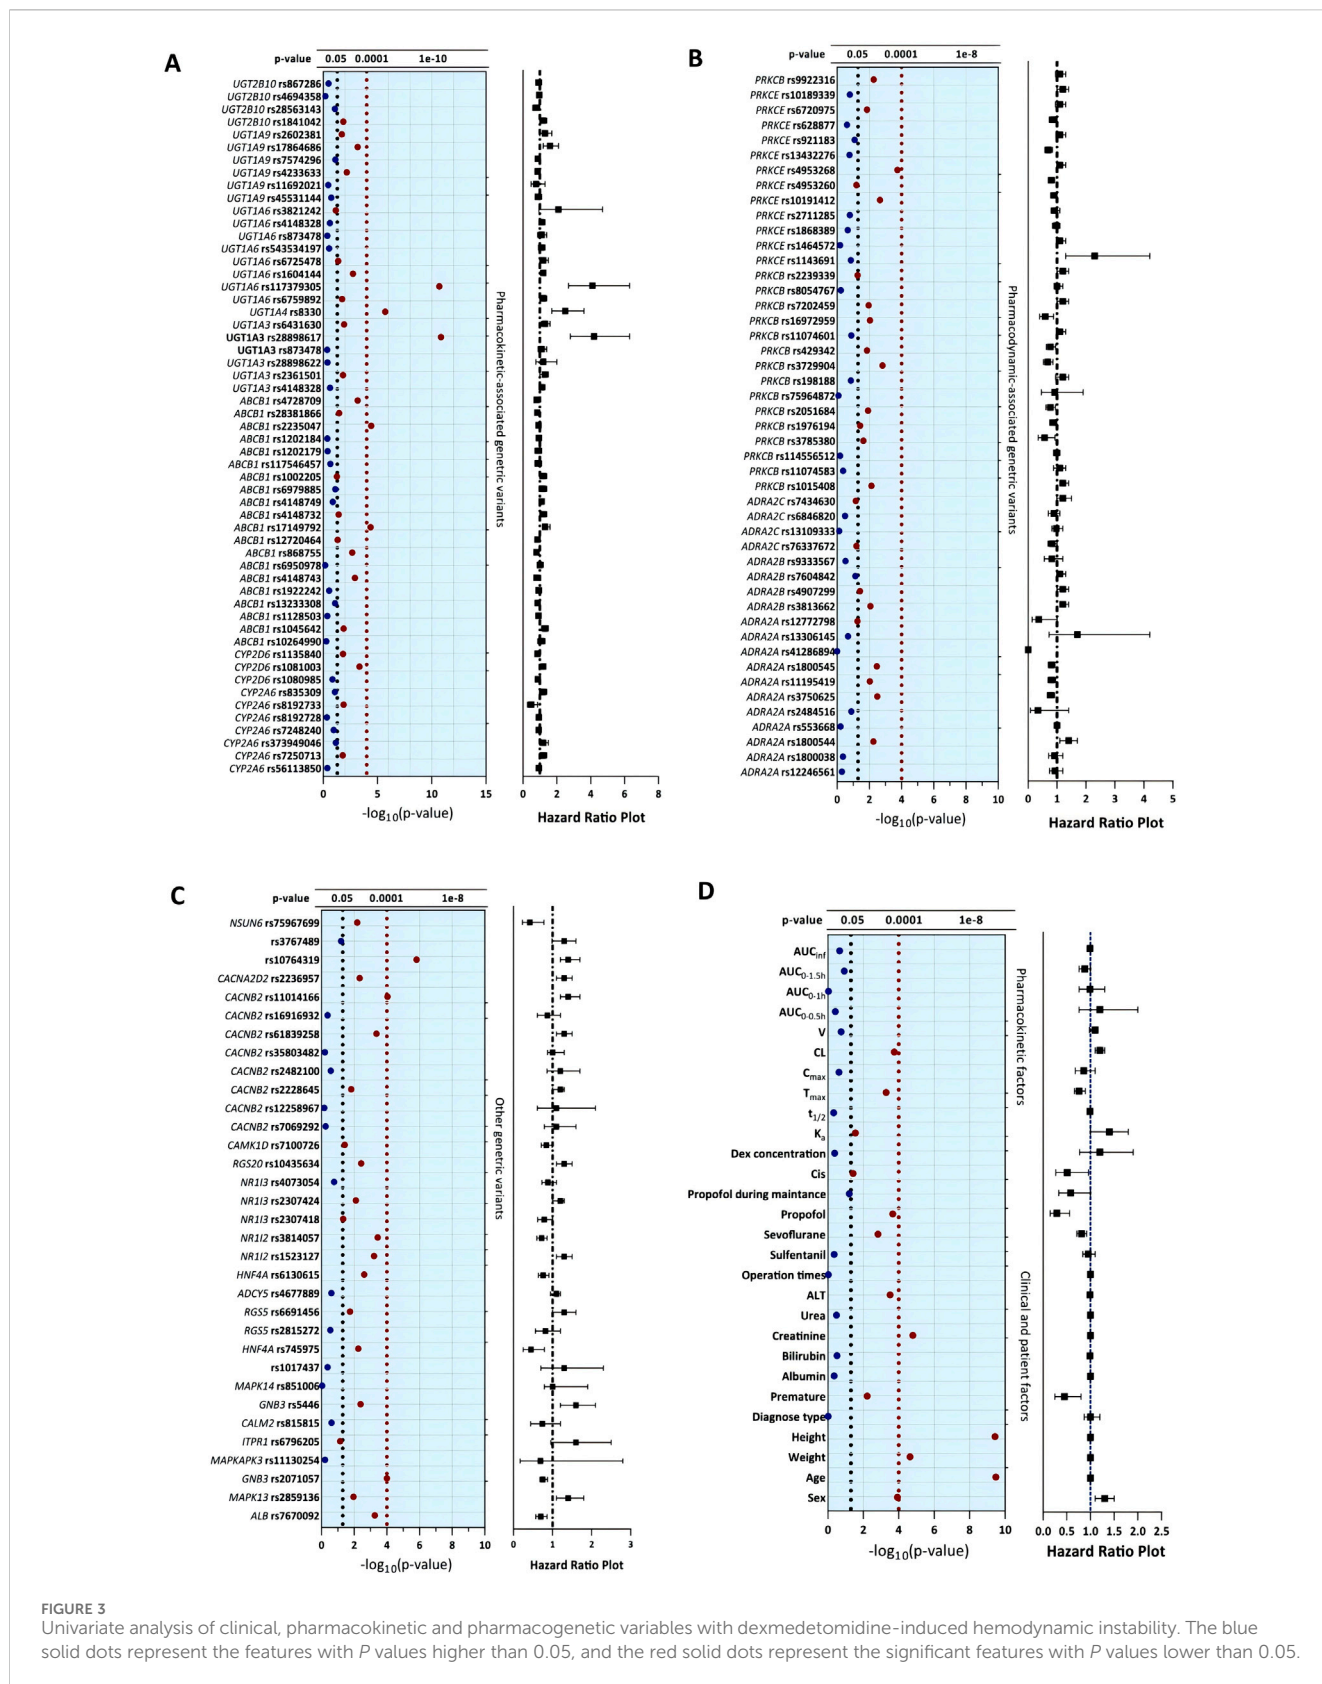 A
p-value 0.05 0.0001 1e-10
UGT2B10 rs867286
UGT2B10 rs4694358
UGT2B10 rs28563143
UGT2B10 rs1841042
UGT1A9 rs2602381
UGT1A9 rs17864686
UGT1A9 rs7574296
UGT1A9 rs4233633
UGT1A9 rs11692021
UGT1A9 rs45531144
UGT1A6 rs3821242
UGT1A6 rs4148328
UGT1A6 rs873478
UGT1A6 rs543534197
UGT1A6 rs6725478
UGT1A6 rs1604144
UGT1A6 rs117379305
UGT1A6 rs6759892
UGT1A4 rs8330
UGT1A3 rs6431630
UGT1A3 rs28898617
UGT1A3 rs873478
UGT1A3 rs28898622
UGT1A3 rs2361501
UGT1A3 rs4148328
ABCB1 rs4728709
ABCB1 rs28381866
ABCB1 rs2235047
ABCB1 rs1202184
ABCB1 rs1202179
ABCB1 rs117546457
ABCB1 rs1002205
ABCB1 rs6979885
ABCB1 rs4148749
ABCB1 rs4148732
ABCB1 rs17149792
ABCB1 rs12720464
ABCB1 rs868755
ABCB1 rs6950978
ABCB1 rs4148743
ABCB1 rs1922242
ABCB1 rs13233308
ABCB1 rs1128503
ABCB1 rs1045642
ABCB1 rs10264990
CYP2D6 rs1135840
CYP2D6 rs1081003
CYP2D6 rs1080985
CYP2A6 rs835309
CYP2A6 rs8192733
CYP2A6 rs8192728
CYP2A6 rs7248240
CYP2A6 rs373949046
CYP2A6 rs7250713
CYP2A6 rs56113850
0 5 10 15
-log10(p-value)
Pharmacokinetic-associated genetric variants
0 2 4 6 8
Hazard Ratio Plot
B
p-value 0.05 0.0001 1e-8
PRKCB rs9922316
PRKCE rs10189339
PRKCE rs6720975
PRKCE rs628877
PRKCE rs921183
PRKCE rs13432276
PRKCE rs4953268
PRKCE rs4953260
PRKCE rs10191412
PRKCE rs2711285
PRKCE rs1868389
PRKCE rs1464572
PRKCE rs1143691
PRKCB rs2239339
PRKCB rs8054767
PRKCB rs7202459
PRKCB rs16972959
PRKCB rs11074601
PRKCB rs429342
PRKCB rs3729904
PRKCB rs198188
PRKCB rs75964872
PRKCB rs2051684
PRKCB rs1976194
PRKCB rs3785380
PRKCB rs114556512
PRKCB rs11074583
PRKCB rs1015408
ADRA2C rs7434630
ADRA2C rs6846820
ADRA2C rs13109333
ADRA2C rs76337672
ADRA2B rs9333567
ADRA2B rs7604842
ADRA2B rs4907299
ADRA2B rs3813662
ADRA2A rs12772798
ADRA2A rs13306145
ADRA2A rs41286894
ADRA2A rs1800545
ADRA2A rs11195419
ADRA2A rs3750625
ADRA2A rs2484516
ADRA2A rs553668
ADRA2A rs1800544
ADRA2A rs1800038
ADRA2A rs12246561
0 2 4 6 8 10
-log10(p-value)
Pharmacodynamic-associated genetric variants
0 1 2 3 4 5
Hazard Ratio Plot
C
p-value 0.05 0.0001 1e-8
NSUN6 rs75967699
rs3767489
rs10764319
CACNA2D2 rs2236957
CACNB2 rs11014166
CACNB2 rs16916932
CACNB2 rs61839258
CACNB2 rs35803482
CACNB2 rs2482100
CACNB2 rs2228645
CACNB2 rs12258967
CACNB2 rs7069292
CAMK1D rs7100726
RGS20 rs10435634
NR1I3 rs4073054
NR1I3 rs2307424
NR1I3 rs2307418
NR1I2 rs3814057
NR1I2 rs1523127
HNF4A rs6130615
ADCY5 rs4677889
RGS5 rs6691456
RGS5 rs2815272
HNF4A rs745975
rs1017437
MAPK14 rs851006
GNB3 rs5446
CALM2 rs815815
ITPR1 rs6796205
MAPKAPK3 rs11130254
GNB3 rs2071057
MAPK13 rs2859136
ALB rs7670092
0 2 4 6 8 10
-log10(p-value)
Other genetric variants
0 1 2 3
Hazard Ratio Plot
D
p-value 0.05 0.0001 1e-8
AUCinf
AUC0-1.5h
AUC0-1h
AUC0-0.5h
V
CL
Cmax
Tmax
t1/2
Ka
Dex concentration
Cis
Propofol during maintance
Propofol
Sevoflurane
Sulfentanil
Operation times
ALT
Urea
Creatinine
Bilirubin
Albumin
Premature
Diagnose type
Height
Weight
Age
Sex
0 2 4 6 8 10
-log10(p-value)
Pharmacokinetic factors
Clinical and patient factors
0.0 0.5 1.0 1.5 2.0 2.5
Hazard Ratio Plot
FIGURE 3
Univariate analysis of clinical, pharmacokinetic and pharmacogenetic variables with dexmedetomidine-induced hemodynamic instability. The blue
solid dots represent the features with P values higher than 0.05, and the red solid dots represent the significant features with P values lower than 0.05.